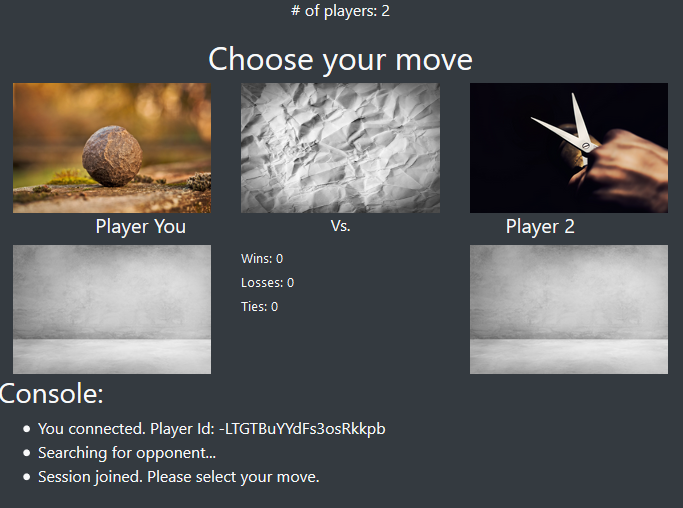 # of players: 2
Choose your move
Player You
Vs.
Player 2
Wins: 0
Losses: 0
Ties: 0
Console:
You connected. Player Id: -LTGTBuYYdFs3osRkkpb
Searching for opponent...
Session joined. Please select your move.